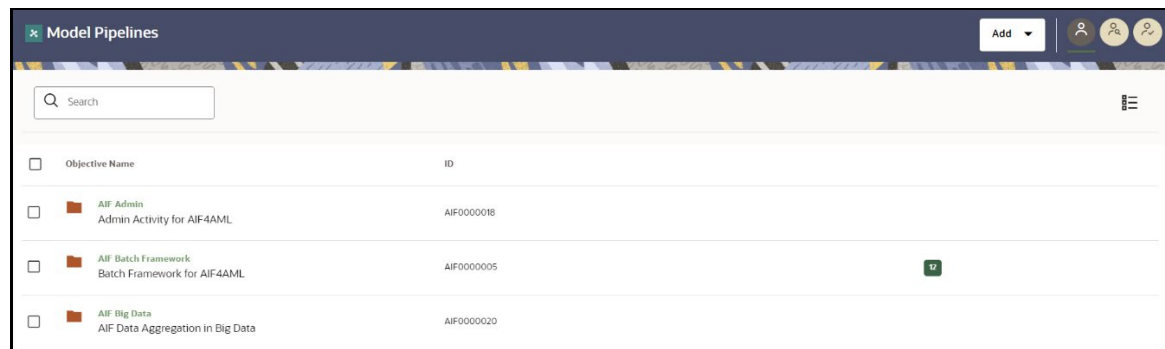 Model Pipelines
Add
Search
Objective Name ID
AIF Admin
Admin Activity for AIF4AML
AIF0000018
AIF Batch Framework
Batch Framework for AIF4AML
AIF0000005
12
AIF Big Data
AIF Data Aggregation in Big Data
AIF0000020